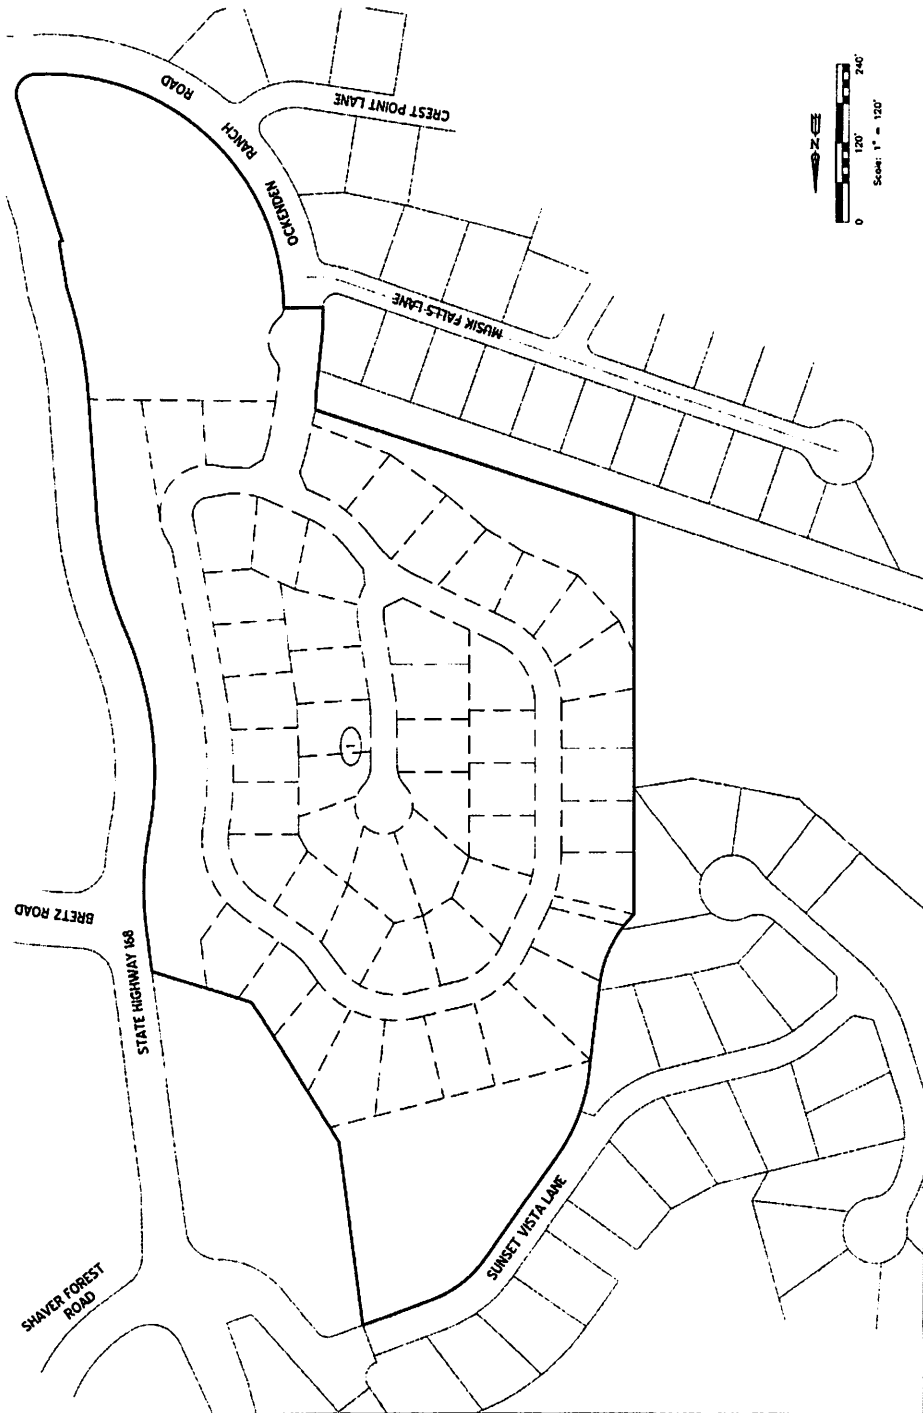 ROAD
RANCH
OCKENDEN
CREST POINT LANE
MUSIK FALLS LANE
N
0
120'
240'
Scale: 1" = 120'
1
BRETZ ROAD
STATE HIGHWAY 168
SHAVER FOREST
ROAD
SUNSET VISTA LANE